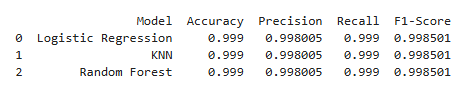 Model Accuracy Precision Recall F1-Score
0 Logistic Regression 0.999 0.998005 0.999 0.998501
1 KNN 0.999 0.998005 0.999 0.998501
2 Random Forest 0.999 0.998005 0.999 0.998501